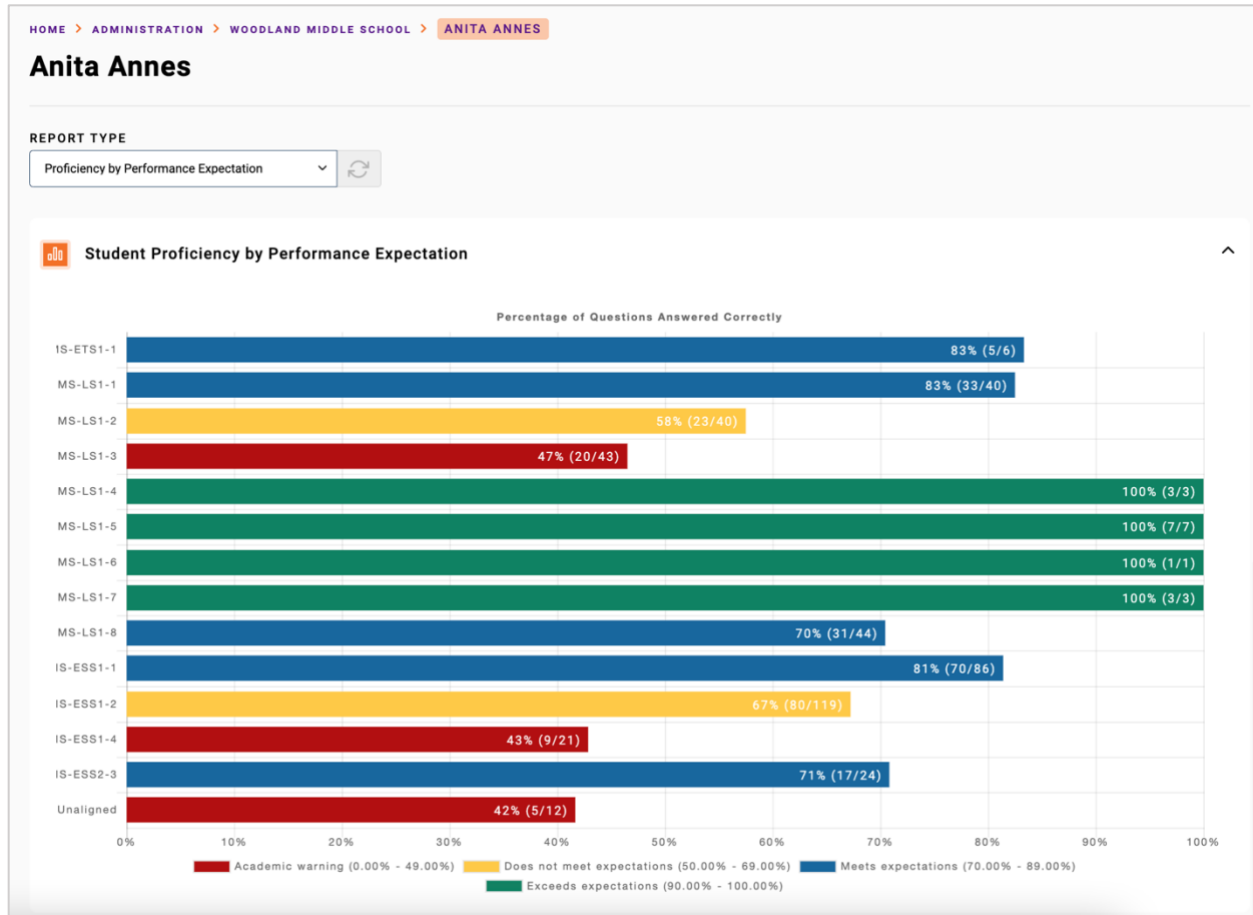 HOME > ADMINISTRATION > WOODLAND MIDDLE SCHOOL > ANITA ANNES
Anita Annes
REPORT TYPE
Proficiency by Performance Expectation
Student Proficiency by Performance Expectation
Percentage of Questions Answered Correctly
IS-ETS1-1 83% (5/6)
MS-LS1-1 83% (33/40)
MS-LS1-2 58% (23/40)
MS-LS1-3 47% (20/43)
MS-LS1-4 100% (3/3)
MS-LS1-5 100% (7/7)
MS-LS1-6 100% (1/1)
MS-LS1-7 100% (3/3)
MS-LS1-8 70% (31/44)
IS-ESS1-1 81% (70/86)
IS-ESS1-2 67% (80/119)
IS-ESS1-4 43% (9/21)
IS-ESS2-3 71% (17/24)
Unaligned 42% (5/12)
0% 10% 20% 30% 40% 50% 60% 70% 80% 90% 100%
Academic warning (0.00% - 49.00%) Does not meet expectations (50.00% - 69.00%) Meets expectations (70.00% - 89.00%)
Exceeds expectations (90.00% - 100.00%)